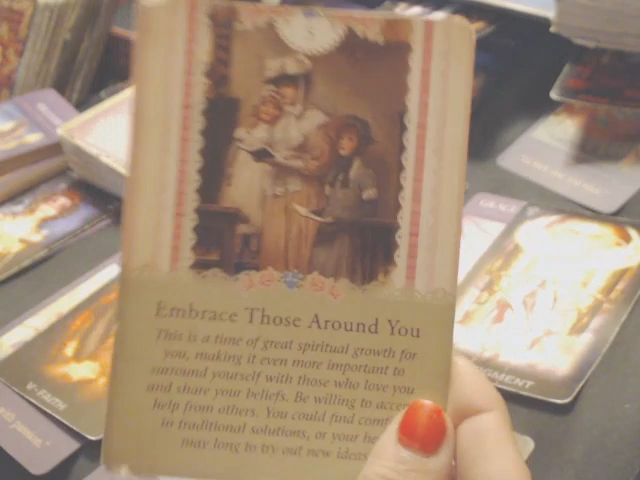 Embrace Those Around You
This is a time of great spiritual growth for
you, making it even more important to
surround yourself with those who love you
and share your beliefs. Be willing to accept
help from others. You could find
in traditional solutions, or your
may long to try out new ideas
V·FAITH
GRACE